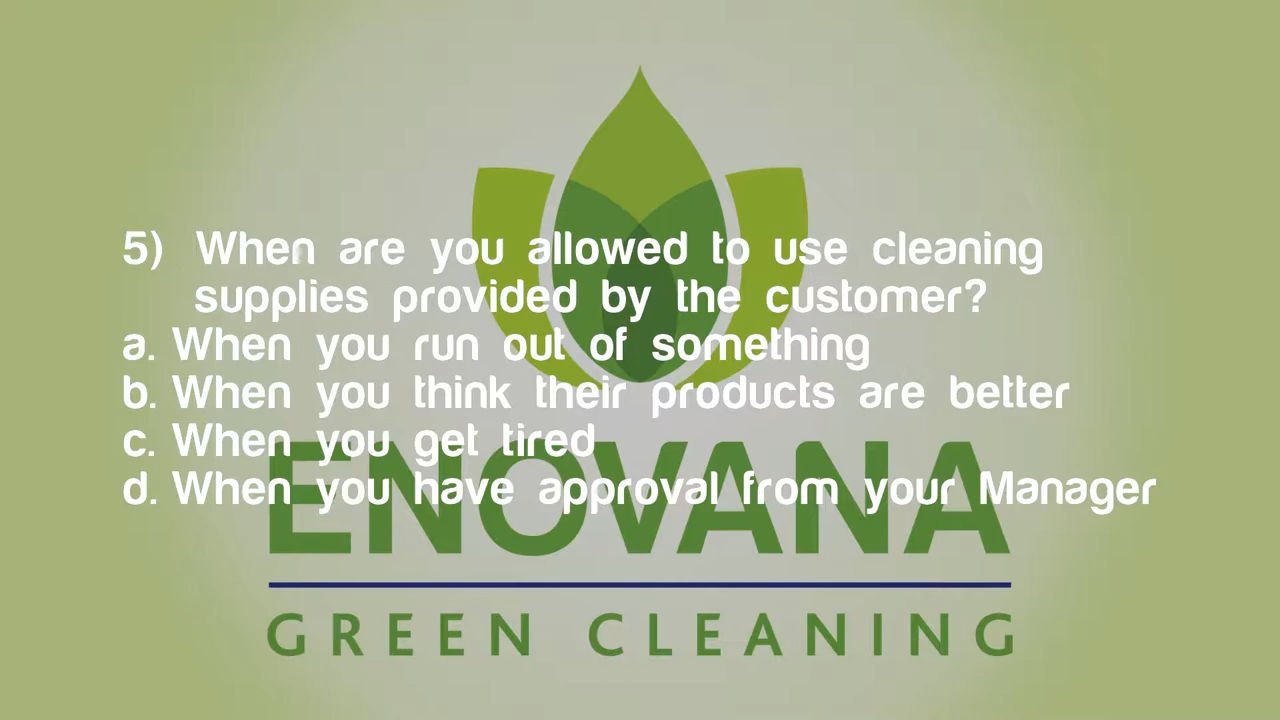 5) When are you allowed to use cleaning
supplies provided by the customer?
a. When you run out of something
b. When you think their products are better
c. When you get tired
d. When you have approval from your Manager
ENOVANA
GREEN CLEANING